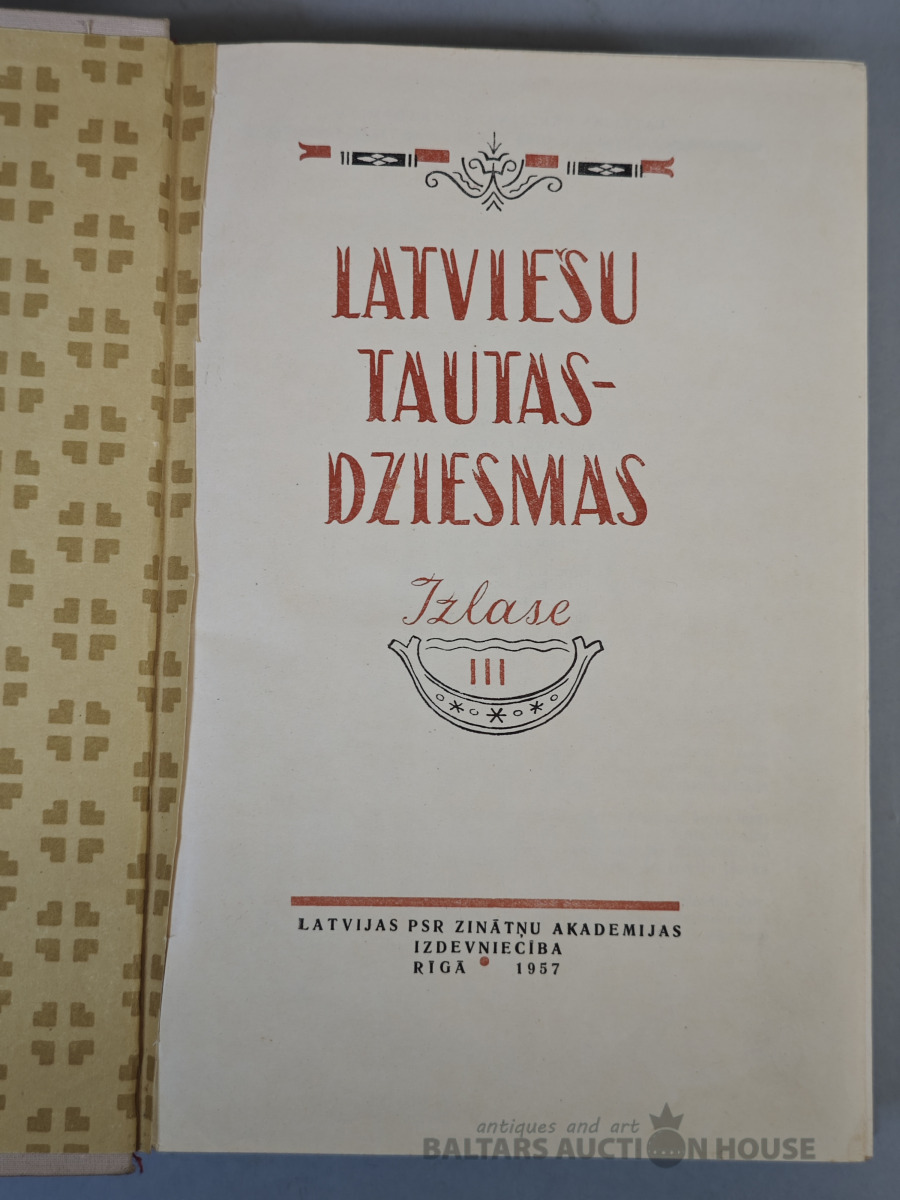 LATVIEŠU
TAUTAS-
DZIESMAS
Izlase
III
LATVIJAS PSR ZINĀTŅU AKADEMIJAS
IZDEVNIECĪBA
RĪGĀ • 1957
antiques and art
BALTARS AUCTION HOUSE